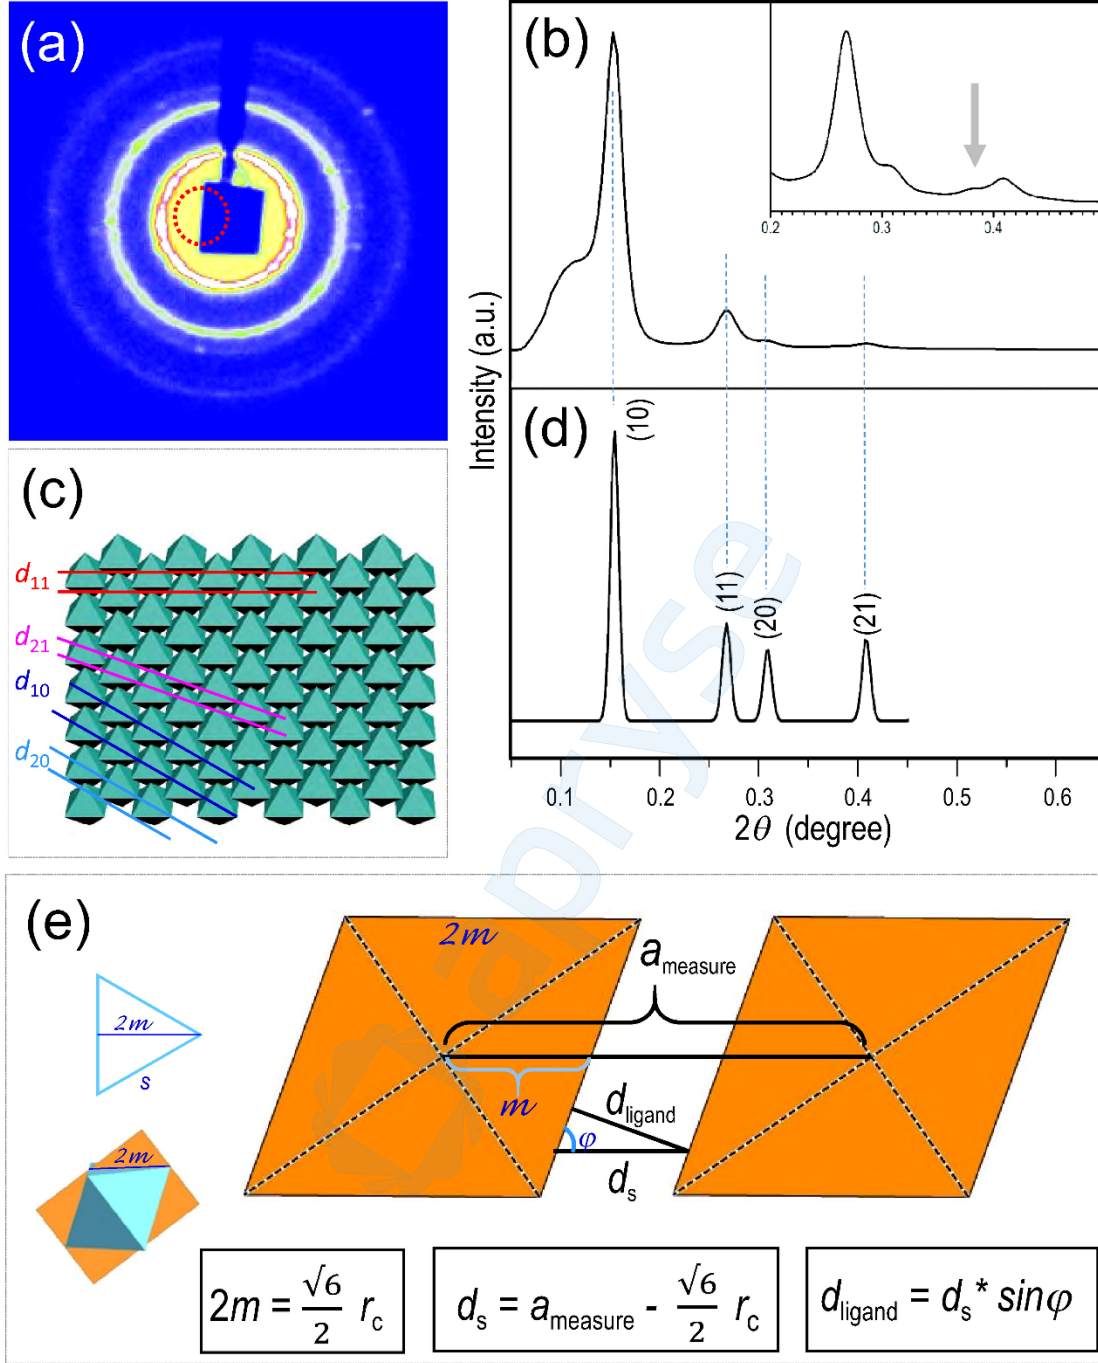 (a)
(b)
0.2 0.3 0.4
Intensity (a.u.)
(c)
d11
d21
d10
d20
(d)
(10)
(11)
(20)
(21)
0.1 0.2 0.3 0.4 0.5 0.6
2θ (degree)
(e)
2m
s
2m
2m
a measure
m
d ligand
φ
d s
2m = √6/2 r c
d s = a measure - √6/2 r c
d ligand = d s * sinφ
apryse